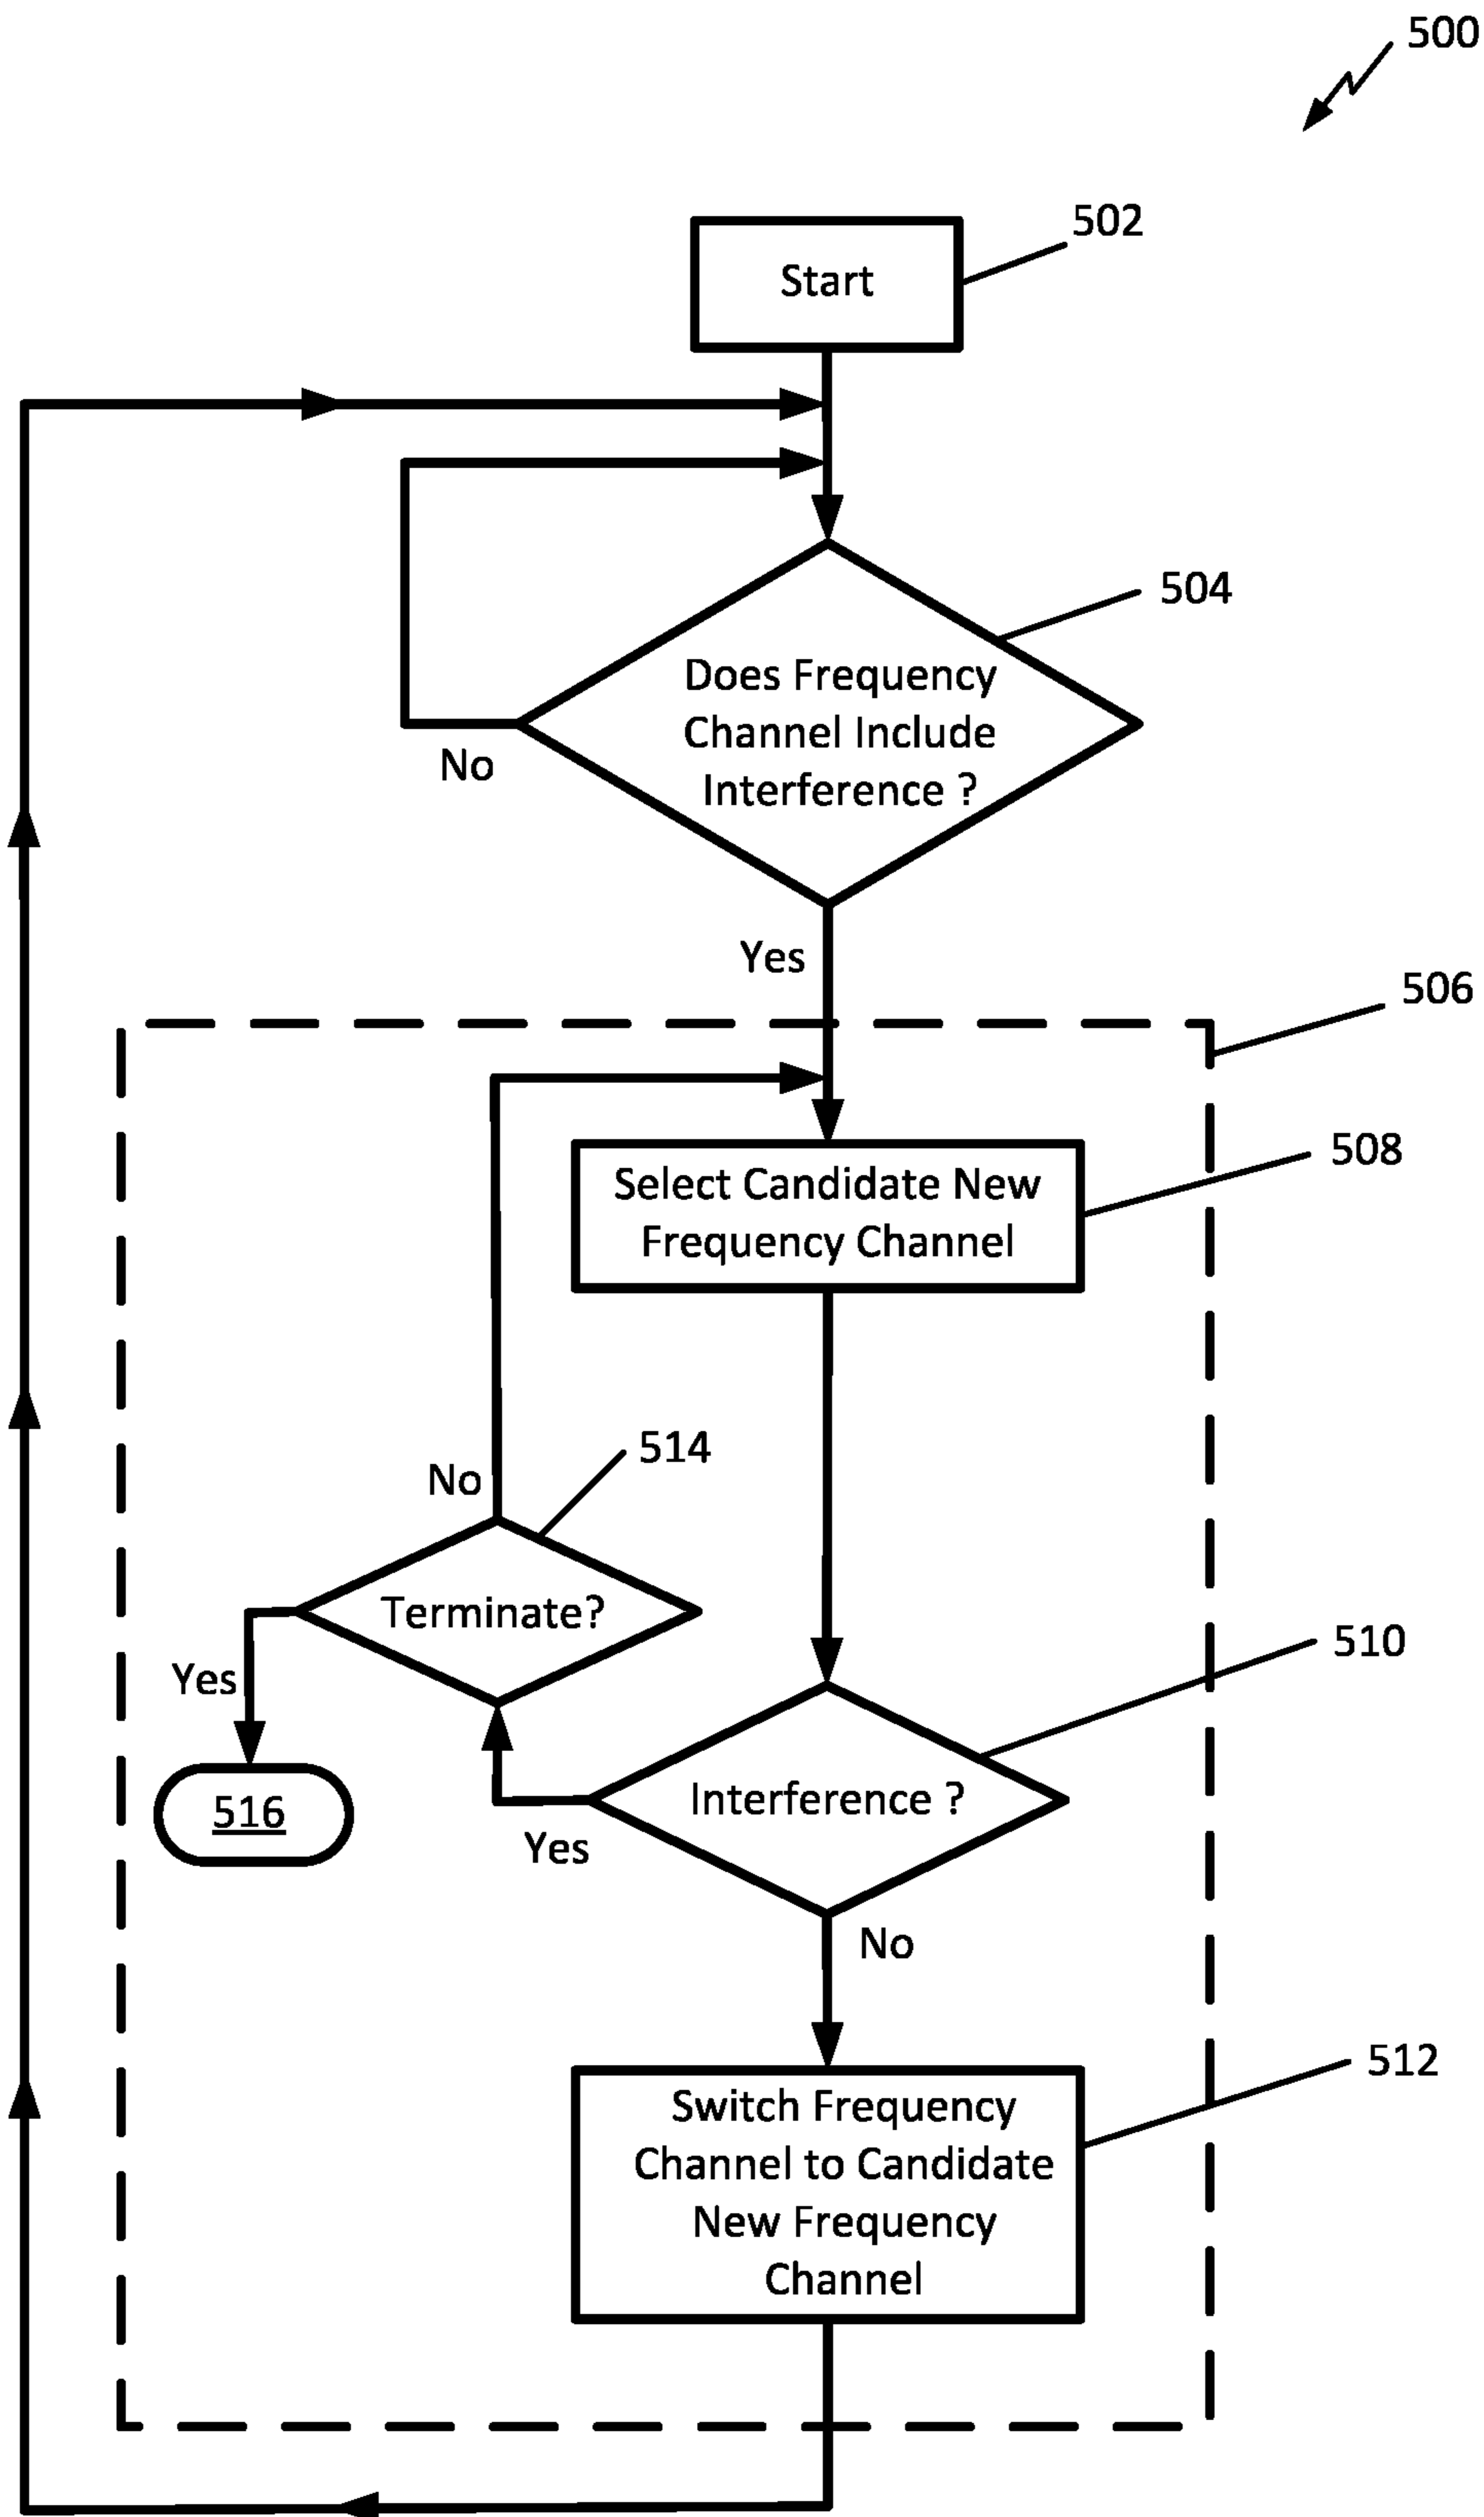 500
502
Start
504
Does Frequency
Channel Include
Interference ?
No
Yes
506
508
Select Candidate New
Frequency Channel
514
No
Terminate?
Yes
510
516
Interference ?
Yes
No
512
Switch Frequency
Channel to Candidate
New Frequency
Channel